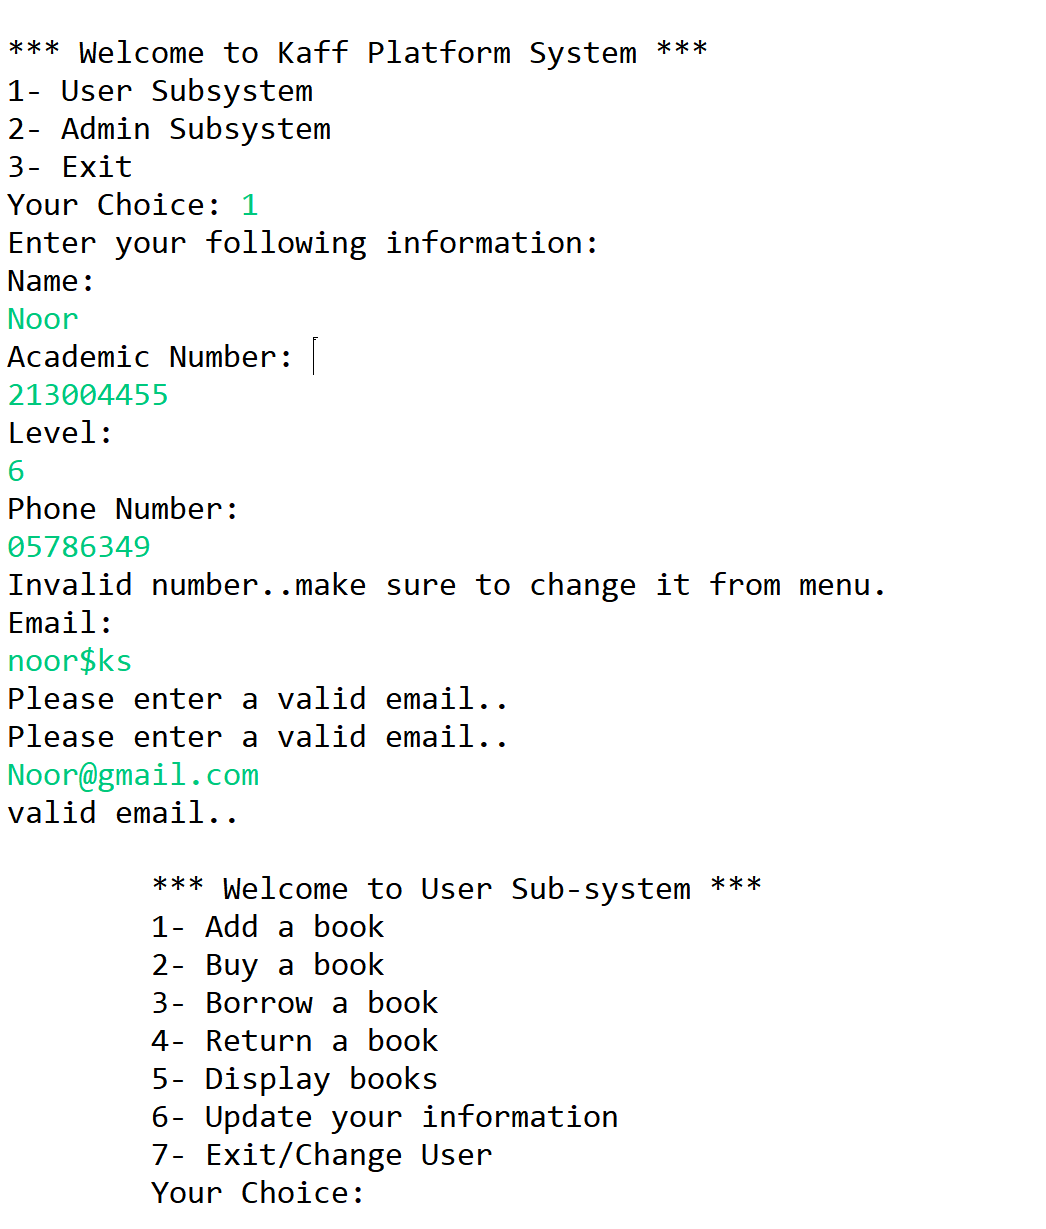 *** Welcome to Kaff Platform System ***
1- User Subsystem
2- Admin Subsystem
3- Exit
Your Choice: 1
Enter your following information:
Name:
Noor
Academic Number:
213004455
Level:
6
Phone Number:
05786349
Invalid number..make sure to change it from menu.
Email:
noor$ks
Please enter a valid email..
Please enter a valid email..
Noor@gmail.com
valid email..
*** Welcome to User Sub-system ***
1- Add a book
2- Buy a book
3- Borrow a book
4- Return a book
5- Display books
6- Update your information
7- Exit/Change User
Your Choice: